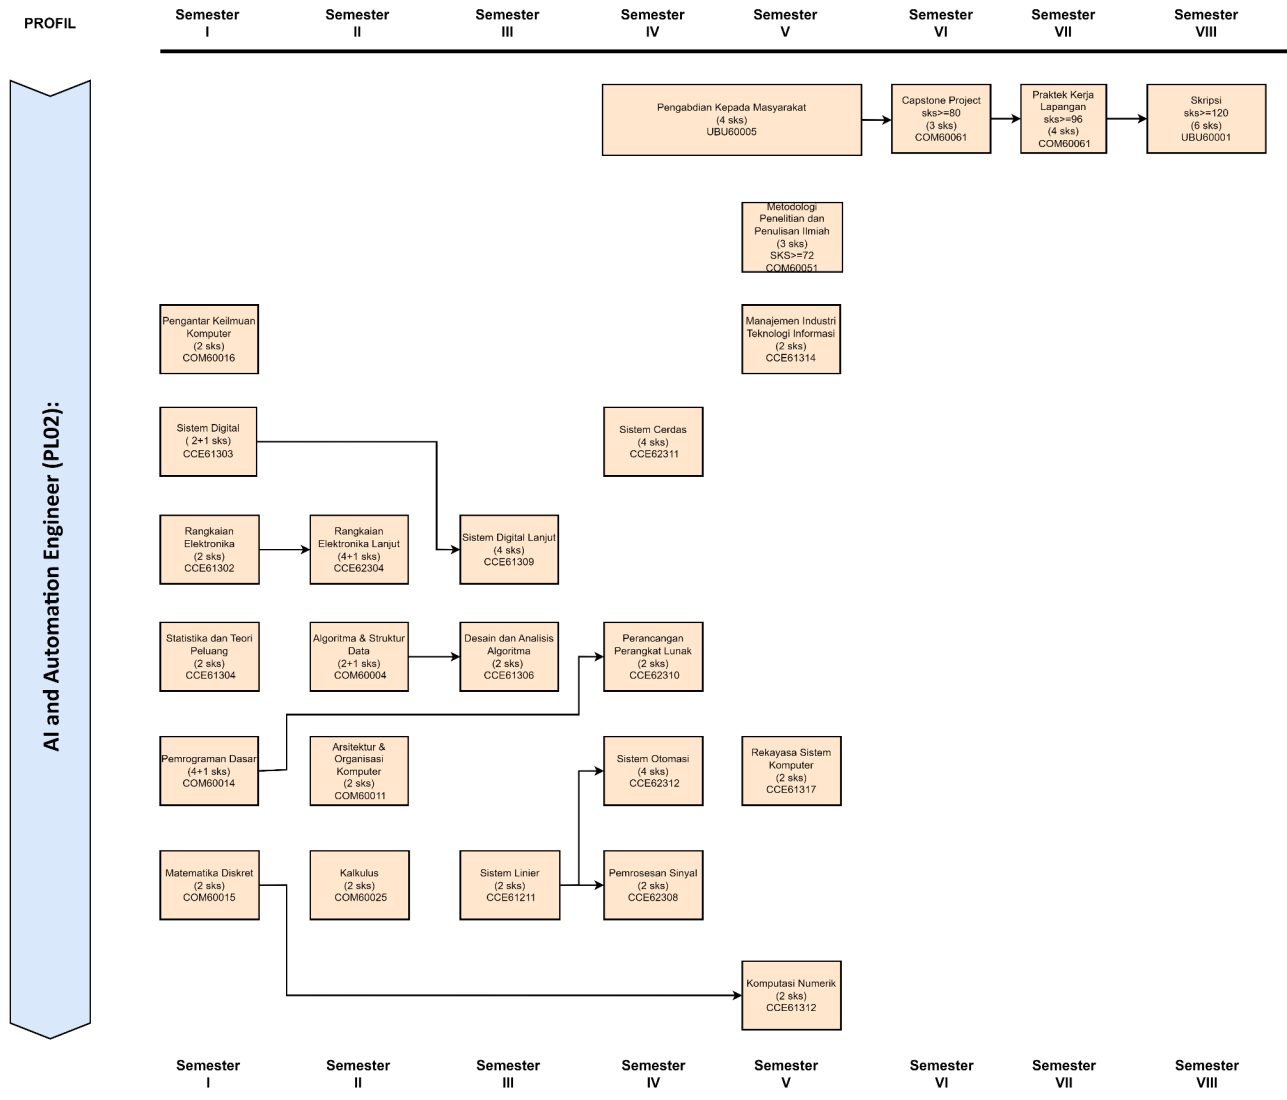 PROFIL
Semester
I
Semester
II
Semester
III
Semester
IV
Semester
V
Semester
VI
Semester
VII
Semester
VIII
AI and Automation Engineer (PL02):
Pengabdian Kepada Masyarakat
(4 sks)
UBU60005
Capstone Project
sks>=80
(3 sks)
COM60061
Praktek Kerja
Lapangan
sks>=96
(4 sks)
COM60061
Skripsi
sks>=120
(6 sks)
UBU60001
Metodologi
Penelitian dan
Penulisan Ilmiah
(3 sks)
SKS>=72
COM60051
Pengantar Keilmuan
Komputer
(2 sks)
COM60016
Manajemen Industri
Teknologi Informasi
(2 sks)
CCE61314
Sistem Digital
( 2+1 sks)
CCE61303
Sistem Cerdas
(4 sks)
CCE62311
Rangkaian
Elektronika
(2 sks)
CCE61302
Rangkaian
Elektronika Lanjut
(4+1 sks)
CCE62304
Sistem Digital Lanjut
(4 sks)
CCE61309
Statistika dan Teori
Peluang
(2 sks)
CCE61304
Algoritma & Struktur
Data
(2+1 sks)
COM60004
Desain dan Analisis
Algoritma
(2 sks)
CCE61306
Perancangan
Perangkat Lunak
(2 sks)
CCE62310
Pemrograman Dasar
(4+1 sks)
COM60014
Arsitektur &
Organisasi
Komputer
(2 sks)
COM60011
Sistem Otomasi
(4 sks)
CCE62312
Rekayasa Sistem
Komputer
(2 sks)
CCE61317
Matematika Diskret
(2 sks)
COM60015
Kalkulus
(2 sks)
COM60025
Sistem Linier
(2 sks)
CCE61211
Pemrosesan Sinyal
(2 sks)
CCE62308
Komputasi Numerik
(2 sks)
CCE61312
Semester
I
Semester
II
Semester
III
Semester
IV
Semester
V
Semester
VI
Semester
VII
Semester
VIII